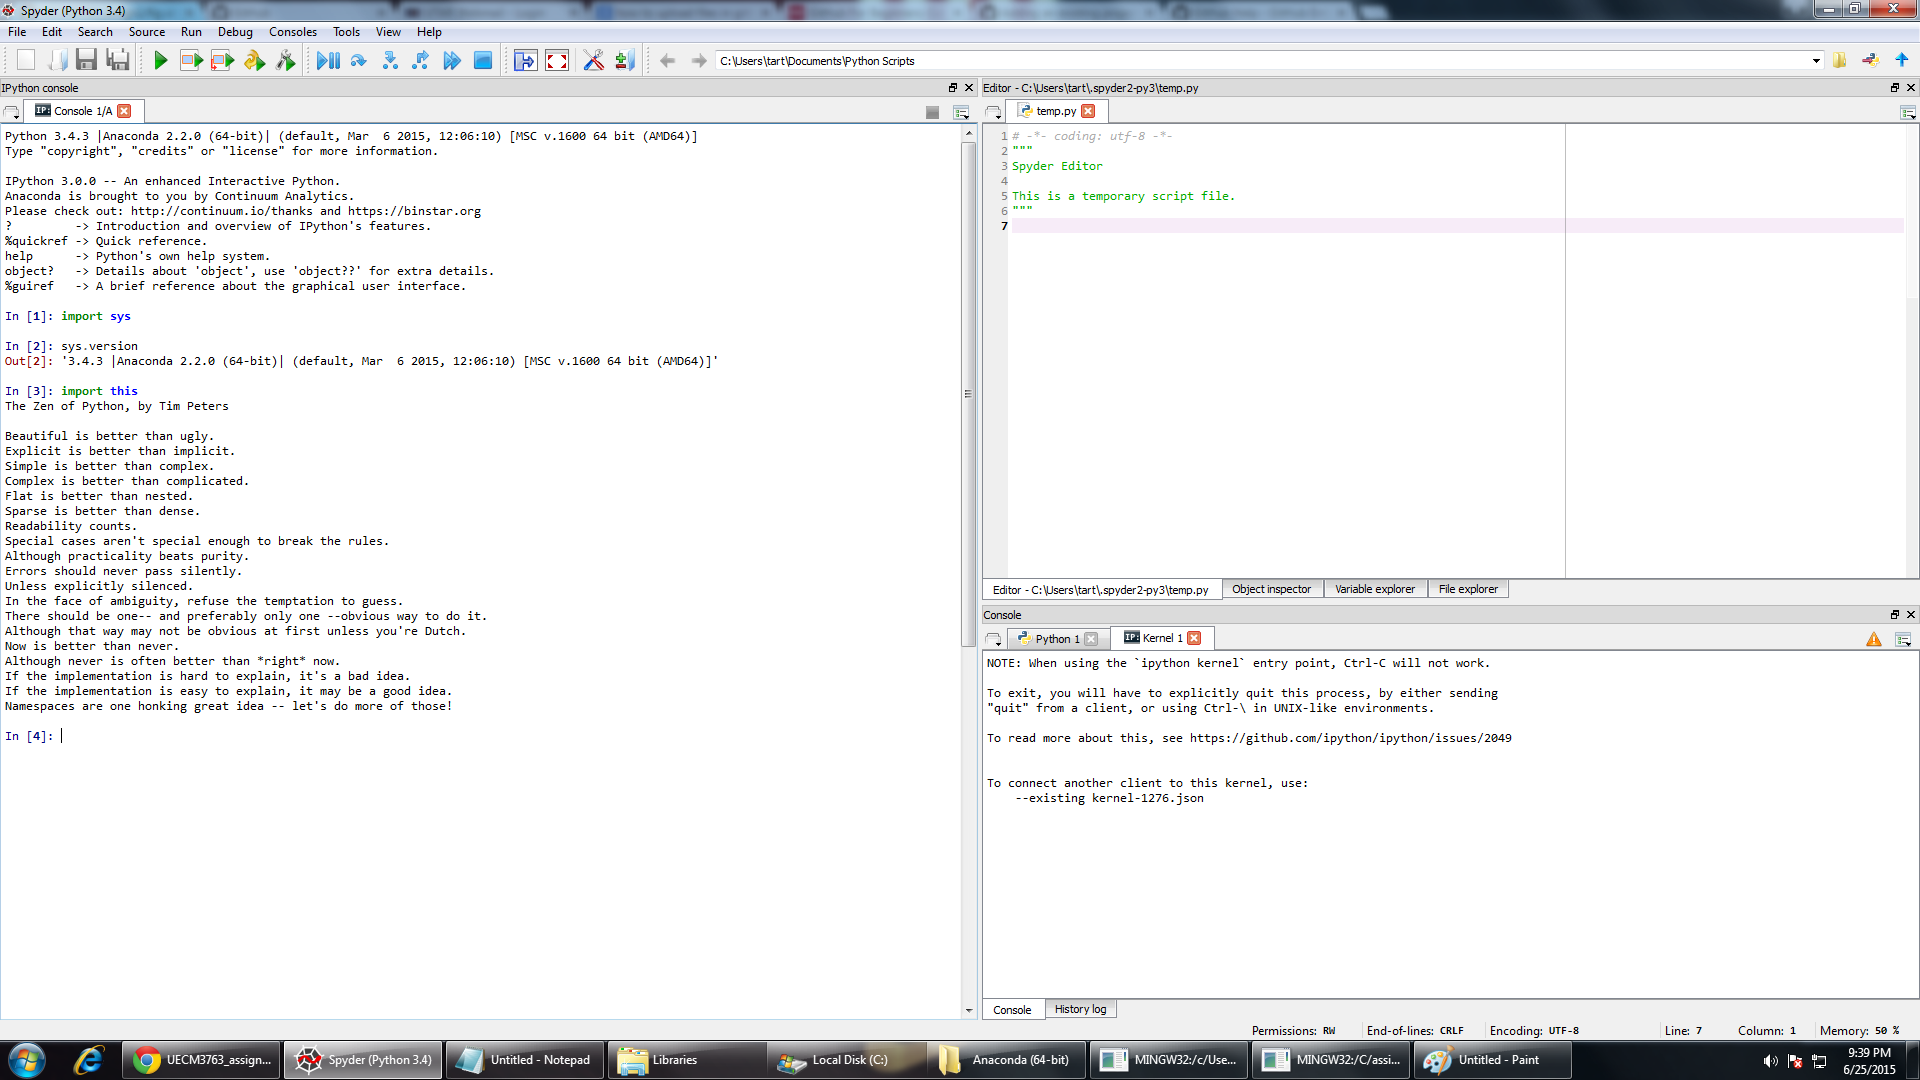 Spyder (Python 3.4)
File Edit Search Source Run Debug Consoles Tools View Help
C:\Users\tart\Documents\Python Scripts
IPython console
IP: Console 1/A
Python 3.4.3 |Anaconda 2.2.0 (64-bit)| (default, Mar  6 2015, 12:06:10) [MSC v.1600 64 bit (AMD64)]
Type "copyright", "credits" or "license" for more information.
IPython 3.0.0 -- An enhanced Interactive Python.
Anaconda is brought to you by Continuum Analytics.
Please check out: http://continuum.io/thanks and https://binstar.org
?         -> Introduction and overview of IPython's features.
%quickref -> Quick reference.
help      -> Python's own help system.
object?   -> Details about 'object', use 'object??' for extra details.
%guiref   -> A brief reference about the graphical user interface.
In [1]: import sys
In [2]: sys.version
Out[2]: '3.4.3 |Anaconda 2.2.0 (64-bit)| (default, Mar  6 2015, 12:06:10) [MSC v.1600 64 bit (AMD64)]'
In [3]: import this
The Zen of Python, by Tim Peters
Beautiful is better than ugly.
Explicit is better than implicit.
Simple is better than complex.
Complex is better than complicated.
Flat is better than nested.
Sparse is better than dense.
Readability counts.
Special cases aren't special enough to break the rules.
Although practicality beats purity.
Errors should never pass silently.
Unless explicitly silenced.
In the face of ambiguity, refuse the temptation to guess.
There should be one-- and preferably only one --obvious way to do it.
Although that way may not be obvious at first unless you're Dutch.
Now is better than never.
Although never is often better than *right* now.
If the implementation is hard to explain, it's a bad idea.
If the implementation is easy to explain, it may be a good idea.
Namespaces are one honking great idea -- let's do more of those!
In [4]:
Editor - C:\Users\tart\.spyder2-py3\temp.py
temp.py
1 # -*- coding: utf-8 -*-
2 """
3 Spyder Editor
4
5 This is a temporary script file.
6 """
7
Editor - C:\Users\tart\.spyder2-py3\temp.py Object inspector Variable explorer File explorer
Console
Python 1 IP: Kernel 1
NOTE: When using the `ipython kernel` entry point, Ctrl-C will not work.
To exit, you will have to explicitly quit this process, by either sending
"quit" from a client, or using Ctrl-\ in UNIX-like environments.
To read more about this, see https://github.com/ipython/ipython/issues/2049
To connect another client to this kernel, use:
    --existing kernel-1276.json
Console History log
Permissions: RW End-of-lines: CRLF Encoding: UTF-8 Line: 7 Column: 1 Memory: 50 %
UECM3763_assign... Spyder (Python 3.4) Untitled - Notepad Libraries Local Disk (C:) Anaconda (64-bit) MINGW32:/c/Use... MINGW32:/C/assi... Untitled - Paint
9:39 PM
6/25/2015